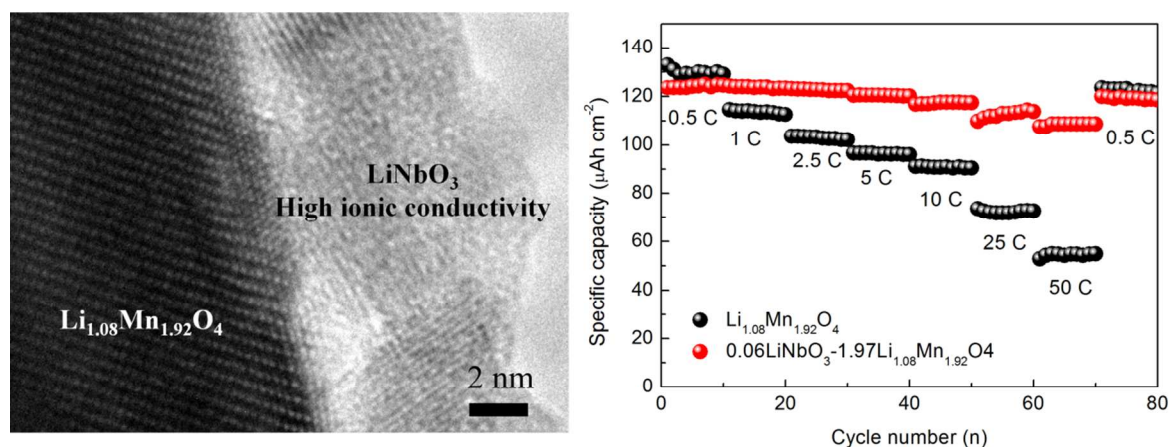 LiNbO₃
High ionic conductivity
Li₁.₀₈Mn₁.₉₂O₄
2 nm
Specific capacity (μAh cm⁻²)
140
120
100
80
60
40
20
0
0.5 C
1 C
2.5 C
5 C
10 C
25 C
50 C
0.5 C
Li₁.₀₈Mn₁.₉₂O₄
0.06LiNbO₃-1.97Li₁.₀₈Mn₁.₉₂O4
0 20 40 60 80
Cycle number (n)